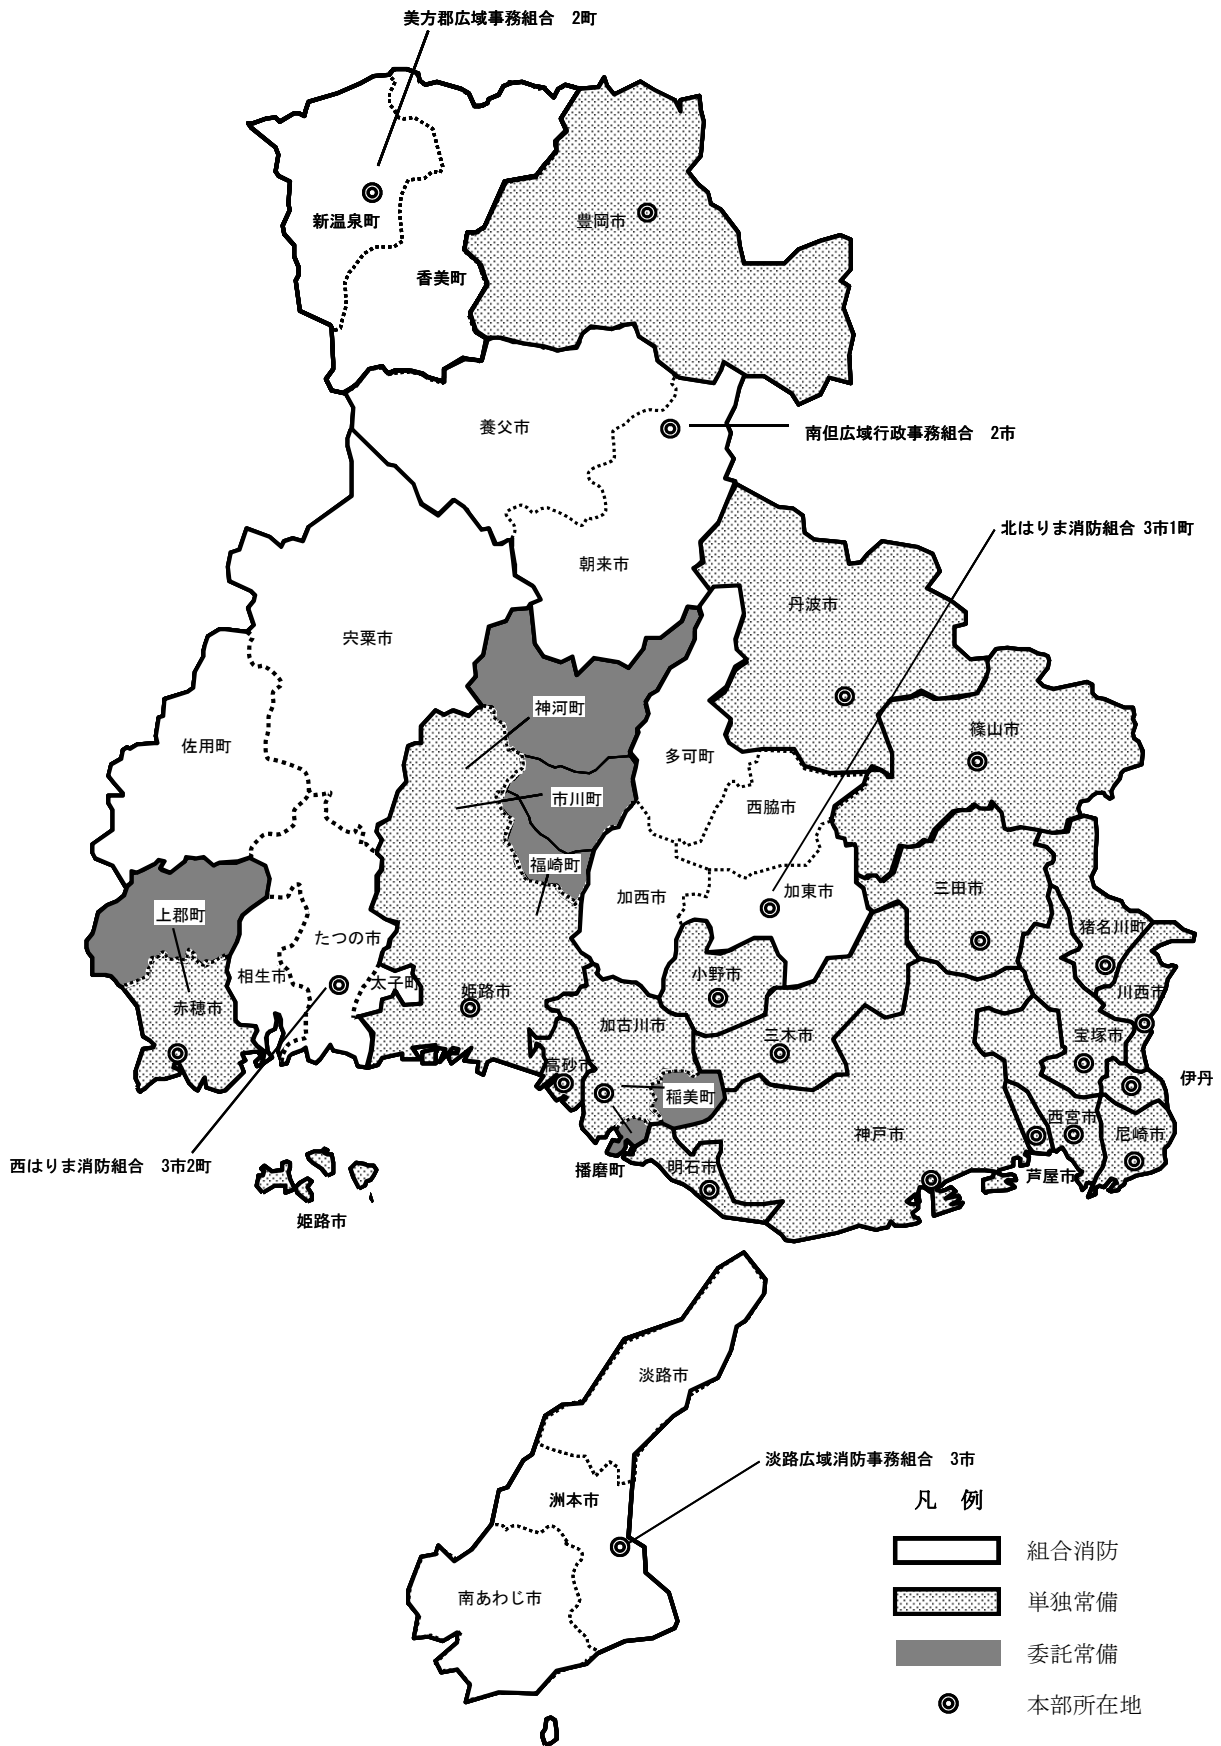 美方郡広域事務組合　2町
新温泉町
豊岡市
香美町
養父市
南但広域行政事務組合　2市
北はりま消防組合 3市1町
朝来市
丹波市
宍粟市
神河町
篠山市
佐用町
多可町
市川町
西脇市
福崎町
三田市
加西市
加東市
上郡町
猪名川町
たつの市
小野市
相生市
太子町
姫路市
川西市
赤穂市
加古川市
三木市
宝塚市
高砂市
伊丹
稲美町
西宮市
神戸市
尼崎市
西はりま消防組合　3市2町
播磨町
明石市
芦屋市
姫路市
淡路市
淡路広域消防事務組合　3市
洲本市
南あわじ市
凡　例
組合消防
単独常備
委託常備
本部所在地